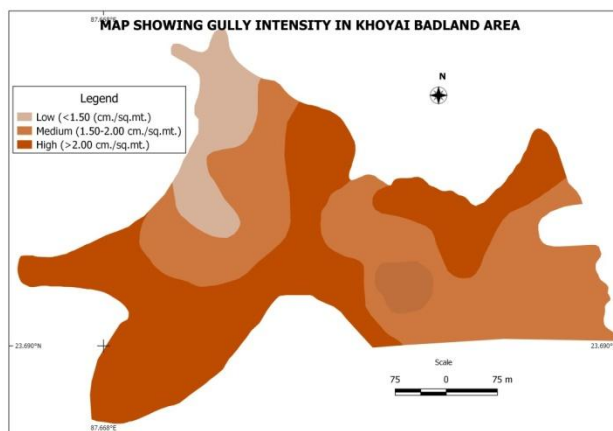 87.668°E
MAP SHOWING GULLY INTENSITY IN KHOYAI BADLAND AREA
N
Legend
Low (<1.50 (cm./sq.mt.)
Medium (1.50-2.00 cm./sq.mt.)
High (>2.00 cm./sq.mt.)
23.690°N
23.690°N
Scale
75 0 75 m
87.668°E